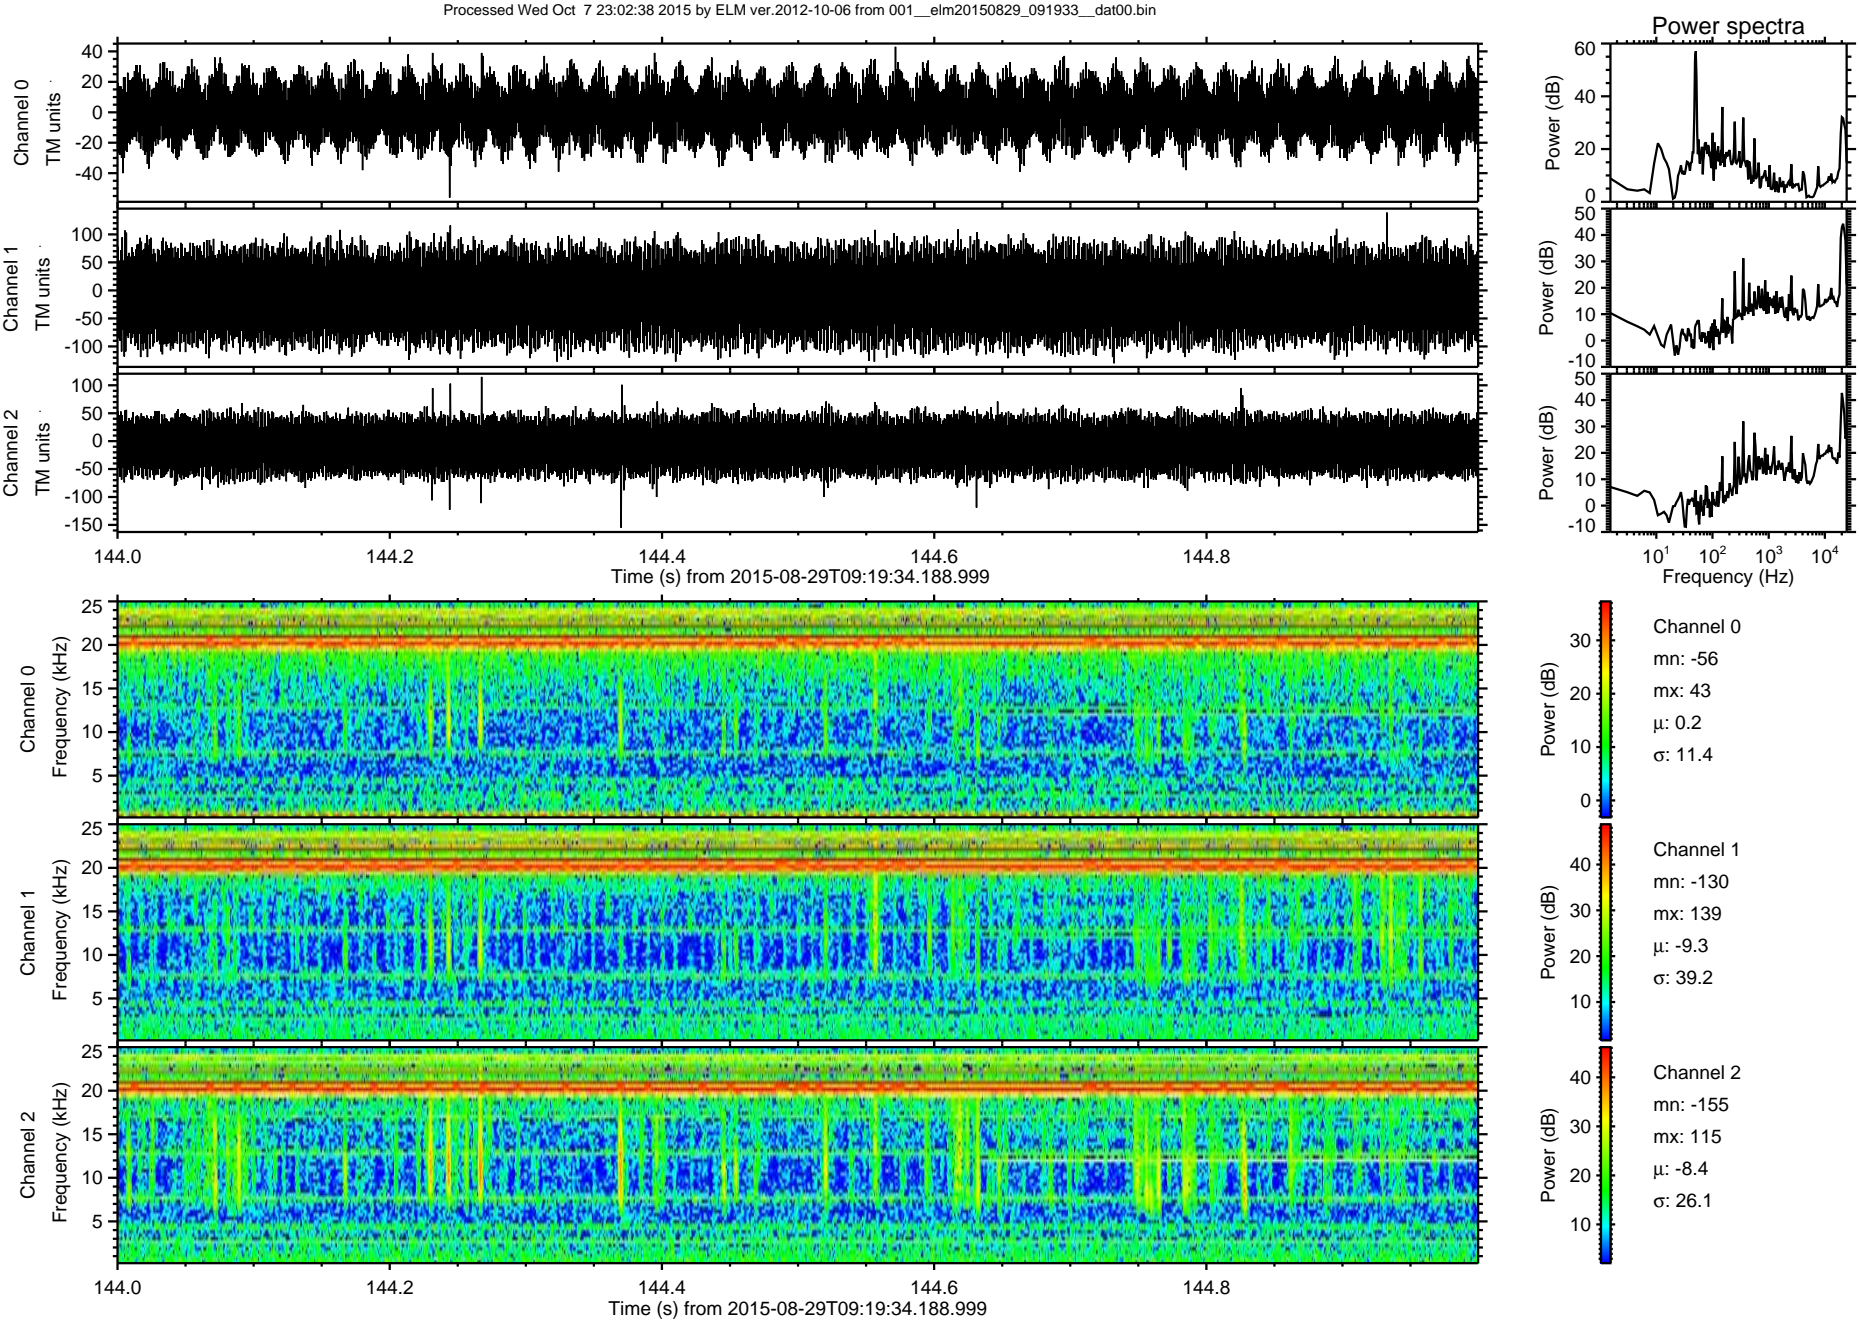 Processed Wed Oct 7 23:02:38 2015 by ELM ver.2012-10-06 from 001__elm20150829_091933__dat00.bin
Power spectra
Channel 0
TM units
40
20
0
-20
-40
Power (dB)
60
40
20
0
Channel 1
TM units
100
50
0
-50
-100
Power (dB)
50
40
30
20
10
0
-10
Channel 2
TM units
100
50
0
-50
-100
-150
Power (dB)
50
40
30
20
10
0
-10
144.0 144.2 144.4 144.6 144.8
Time (s) from 2015-08-29T09:19:34.188.999
10^1 10^2 10^3 10^4
Frequency (Hz)
Channel 0
Frequency (kHz)
25
20
15
10
5
Power (dB)
30
20
10
0
Channel 0
mn: -56
mx: 43
μ: 0.2
σ: 11.4
Channel 1
Frequency (kHz)
25
20
15
10
5
Power (dB)
40
30
20
10
Channel 1
mn: -130
mx: 139
μ: -9.3
σ: 39.2
Channel 2
Frequency (kHz)
25
20
15
10
5
Power (dB)
40
30
20
10
Channel 2
mn: -155
mx: 115
μ: -8.4
σ: 26.1
144.0 144.2 144.4 144.6 144.8
Time (s) from 2015-08-29T09:19:34.188.999